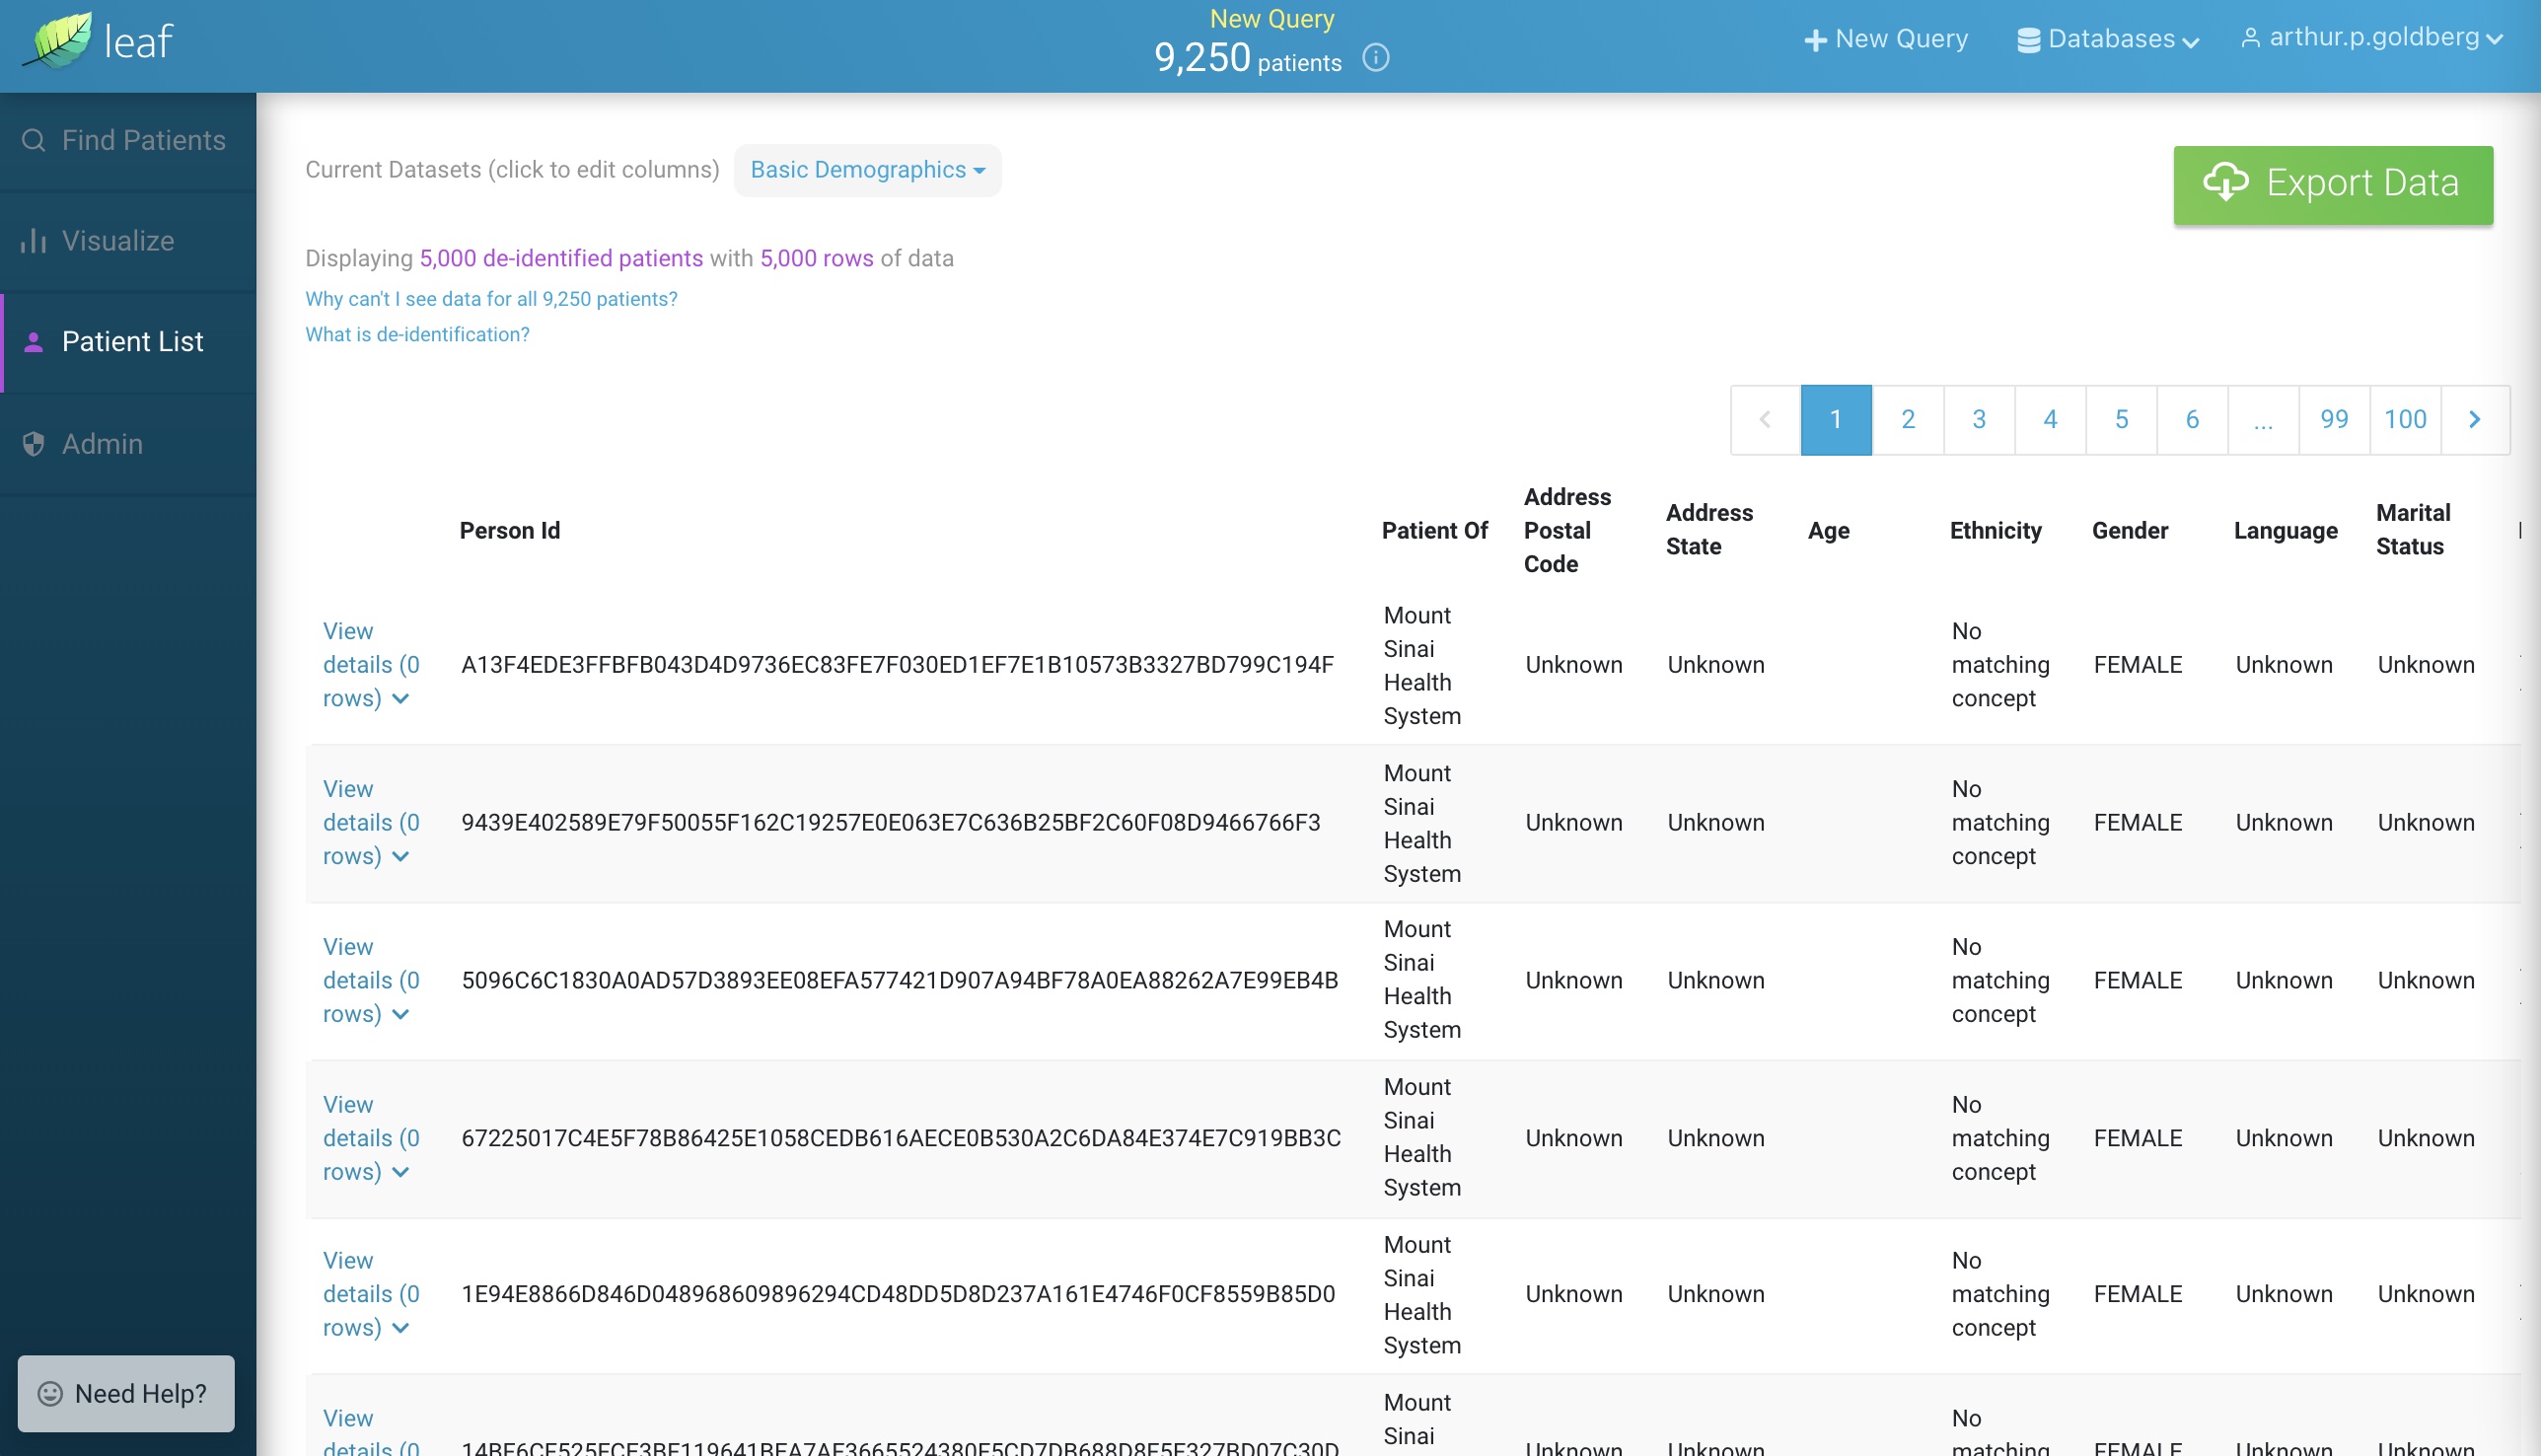 leaf
New Query
9,250 patients
New Query
Databases
arthur.p.goldberg
Find Patients
Visualize
Patient List
Admin
Need Help?
Current Datasets (click to edit columns)
Basic Demographics
Export Data
Displaying 5,000 de-identified patients with 5,000 rows of data
Why can't I see data for all 9,250 patients?
What is de-identification?
1 2 3 4 5 6 ... 99 100
Person Id
Patient Of
Address
Postal
Code
Address
State
Age
Ethnicity
Gender
Language
Marital
Status
View
details (0
rows)
A13F4EDE3FFBFB043D4D9736EC83FE7F030ED1EF7E1B10573B3327BD799C194F
Mount
Sinai
Health
System
Unknown
Unknown
No
matching
concept
FEMALE
Unknown
Unknown
View
details (0
rows)
9439E402589E79F50055F162C19257E0E063E7C636B25BF2C60F08D9466766F3
Mount
Sinai
Health
System
Unknown
Unknown
No
matching
concept
FEMALE
Unknown
Unknown
View
details (0
rows)
5096C6C1830A0AD57D3893EE08EFA577421D907A94BF78A0EA88262A7E99EB4B
Mount
Sinai
Health
System
Unknown
Unknown
No
matching
concept
FEMALE
Unknown
Unknown
View
details (0
rows)
67225017C4E5F78B86425E1058CEDB616AECE0B530A2C6DA84E374E7C919BB3C
Mount
Sinai
Health
System
Unknown
Unknown
No
matching
concept
FEMALE
Unknown
Unknown
View
details (0
rows)
1E94E8866D846D048968609896294CD48DD5D8D237A161E4746F0CF8559B85D0
Mount
Sinai
Health
System
Unknown
Unknown
No
matching
concept
FEMALE
Unknown
Unknown
View
details (0
Mount
Sinai
Unknown
Unknown
No
matching
FEMALE
Unknown
Unknown